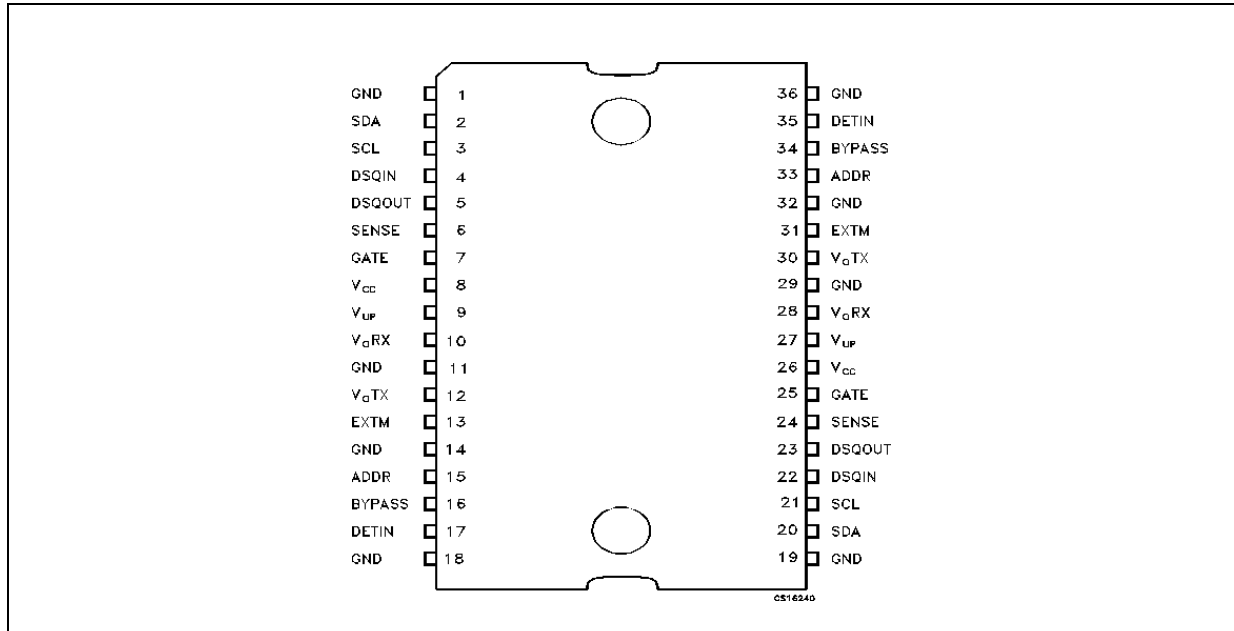 GND 1 36 GND
SDA 2 35 DETIN
SCL 3 34 BYPASS
DSQIN 4 33 ADDR
DSQOUT 5 32 GND
SENSE 6 31 EXTM
GATE 7 30 VOTX
VCC 8 29 GND
VUP 9 28 VORX
VORX 10 27 VUP
GND 11 26 VCC
VOTX 12 25 GATE
EXTM 13 24 SENSE
GND 14 23 DSQOUT
ADDR 15 22 DSQIN
BYPASS 16 21 SCL
DETIN 17 20 SDA
GND 18 19 GND
CS16240